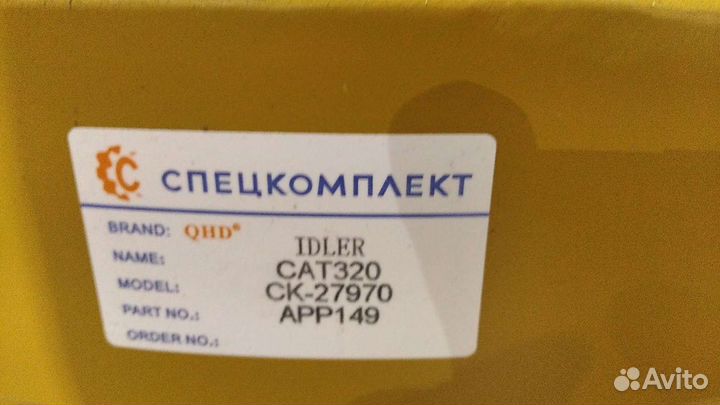 C СПЕЦКОМПЛЕКТ
BRAND: QHD®
NAME: IDLER
MODEL: CAT320
PART NO.: CK-27970
ORDER NO.: APP149
Avito